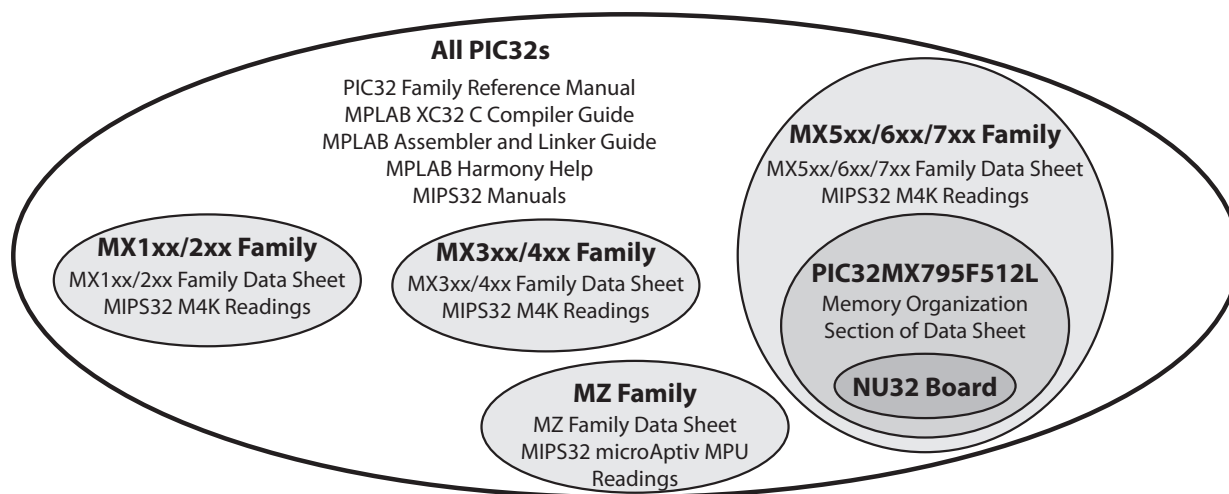 All PIC32s
PIC32 Family Reference Manual
MPLAB XC32 C Compiler Guide
MPLAB Assembler and Linker Guide
MPLAB Harmony Help
MIPS32 Manuals
MX1xx/2xx Family
MX1xx/2xx Family Data Sheet
MIPS32 M4K Readings
MX3xx/4xx Family
MX3xx/4xx Family Data Sheet
MIPS32 M4K Readings
MX5xx/6xx/7xx Family
MX5xx/6xx/7xx Family Data Sheet
MIPS32 M4K Readings
PIC32MX795F512L
Memory Organization
Section of Data Sheet
NU32 Board
MZ Family
MZ Family Data Sheet
MIPS32 microAptiv MPU
Readings